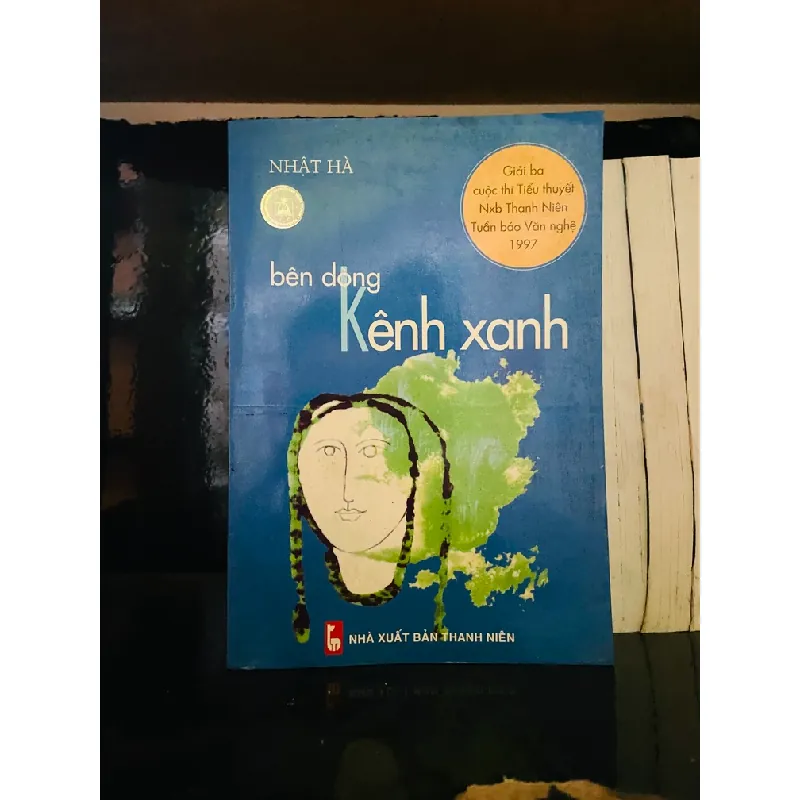 NHẬT HÀ
Giải ba
cuộc thi Tiểu thuyết
Nxb Thanh Niên
Tuần báo Văn nghệ
1997
bên dòng
Kênh xanh
NHÀ XUẤT BẢN THANH NIÊN